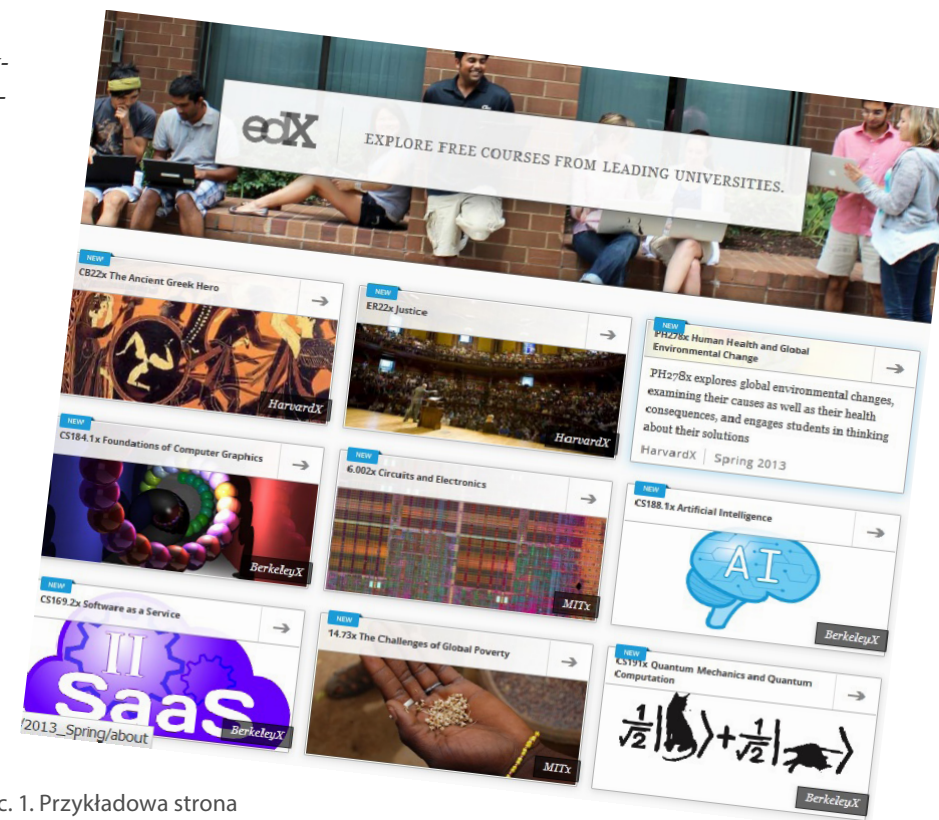 edX
EXPLORE FREE COURSES FROM LEADING UNIVERSITIES.
NEW
CB22x The Ancient Greek Hero
HarvardX
NEW
ER22x Justice
HarvardX
NEW
PH278x Human Health and Global
Environmental Change
PH278x explores global environmental changes,
examining their causes as well as their health
consequences, and engages students in thinking
about their solutions
HarvardX | Spring 2013
NEW
CS184.1x Foundations of Computer Graphics
BerkeleyX
NEW
6.002x Circuits and Electronics
MITx
NEW
CS188.1x Artificial Intelligence
AI
BerkeleyX
NEW
CS169.2x Software as a Service
II
SaaS
BerkeleyX
/2013_Spring/about
NEW
14.73x The Challenges of Global Poverty
MITx
NEW
CS191x Quantum Mechanics and Quantum
Computation
1/√2| ⟩+1/√2| ⟩
BerkeleyX
c. 1. Przykładowa strona